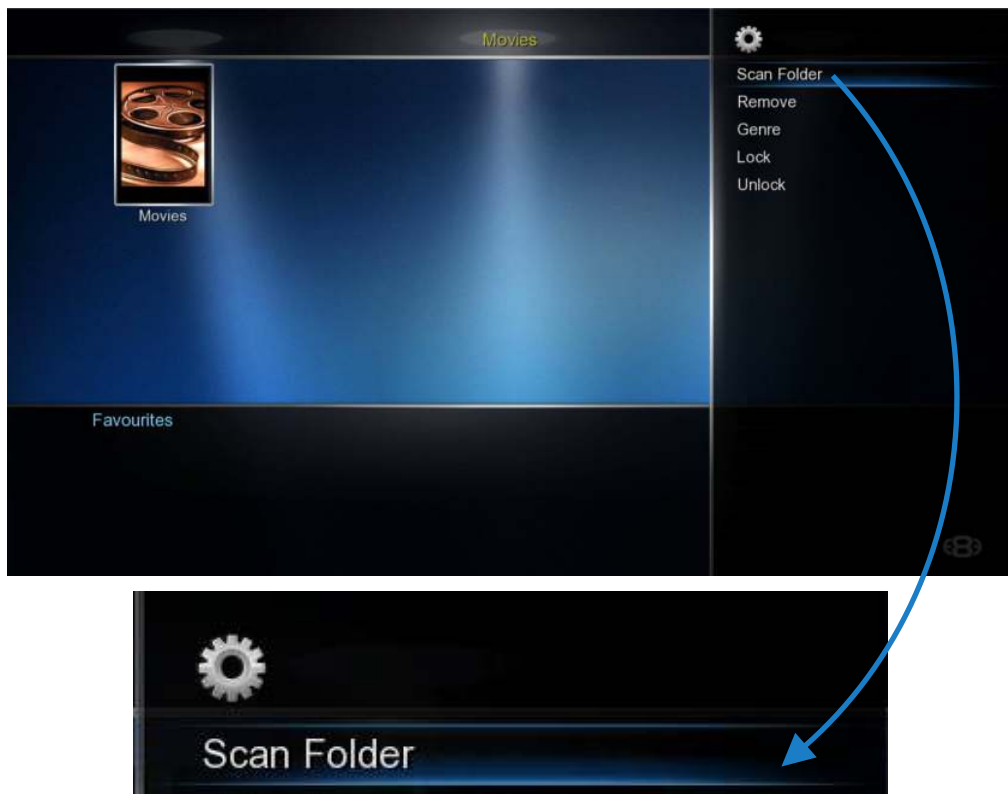 Movies
Scan Folder
Remove
Genre
Lock
Unlock
Movies
Favourites
Scan Folder